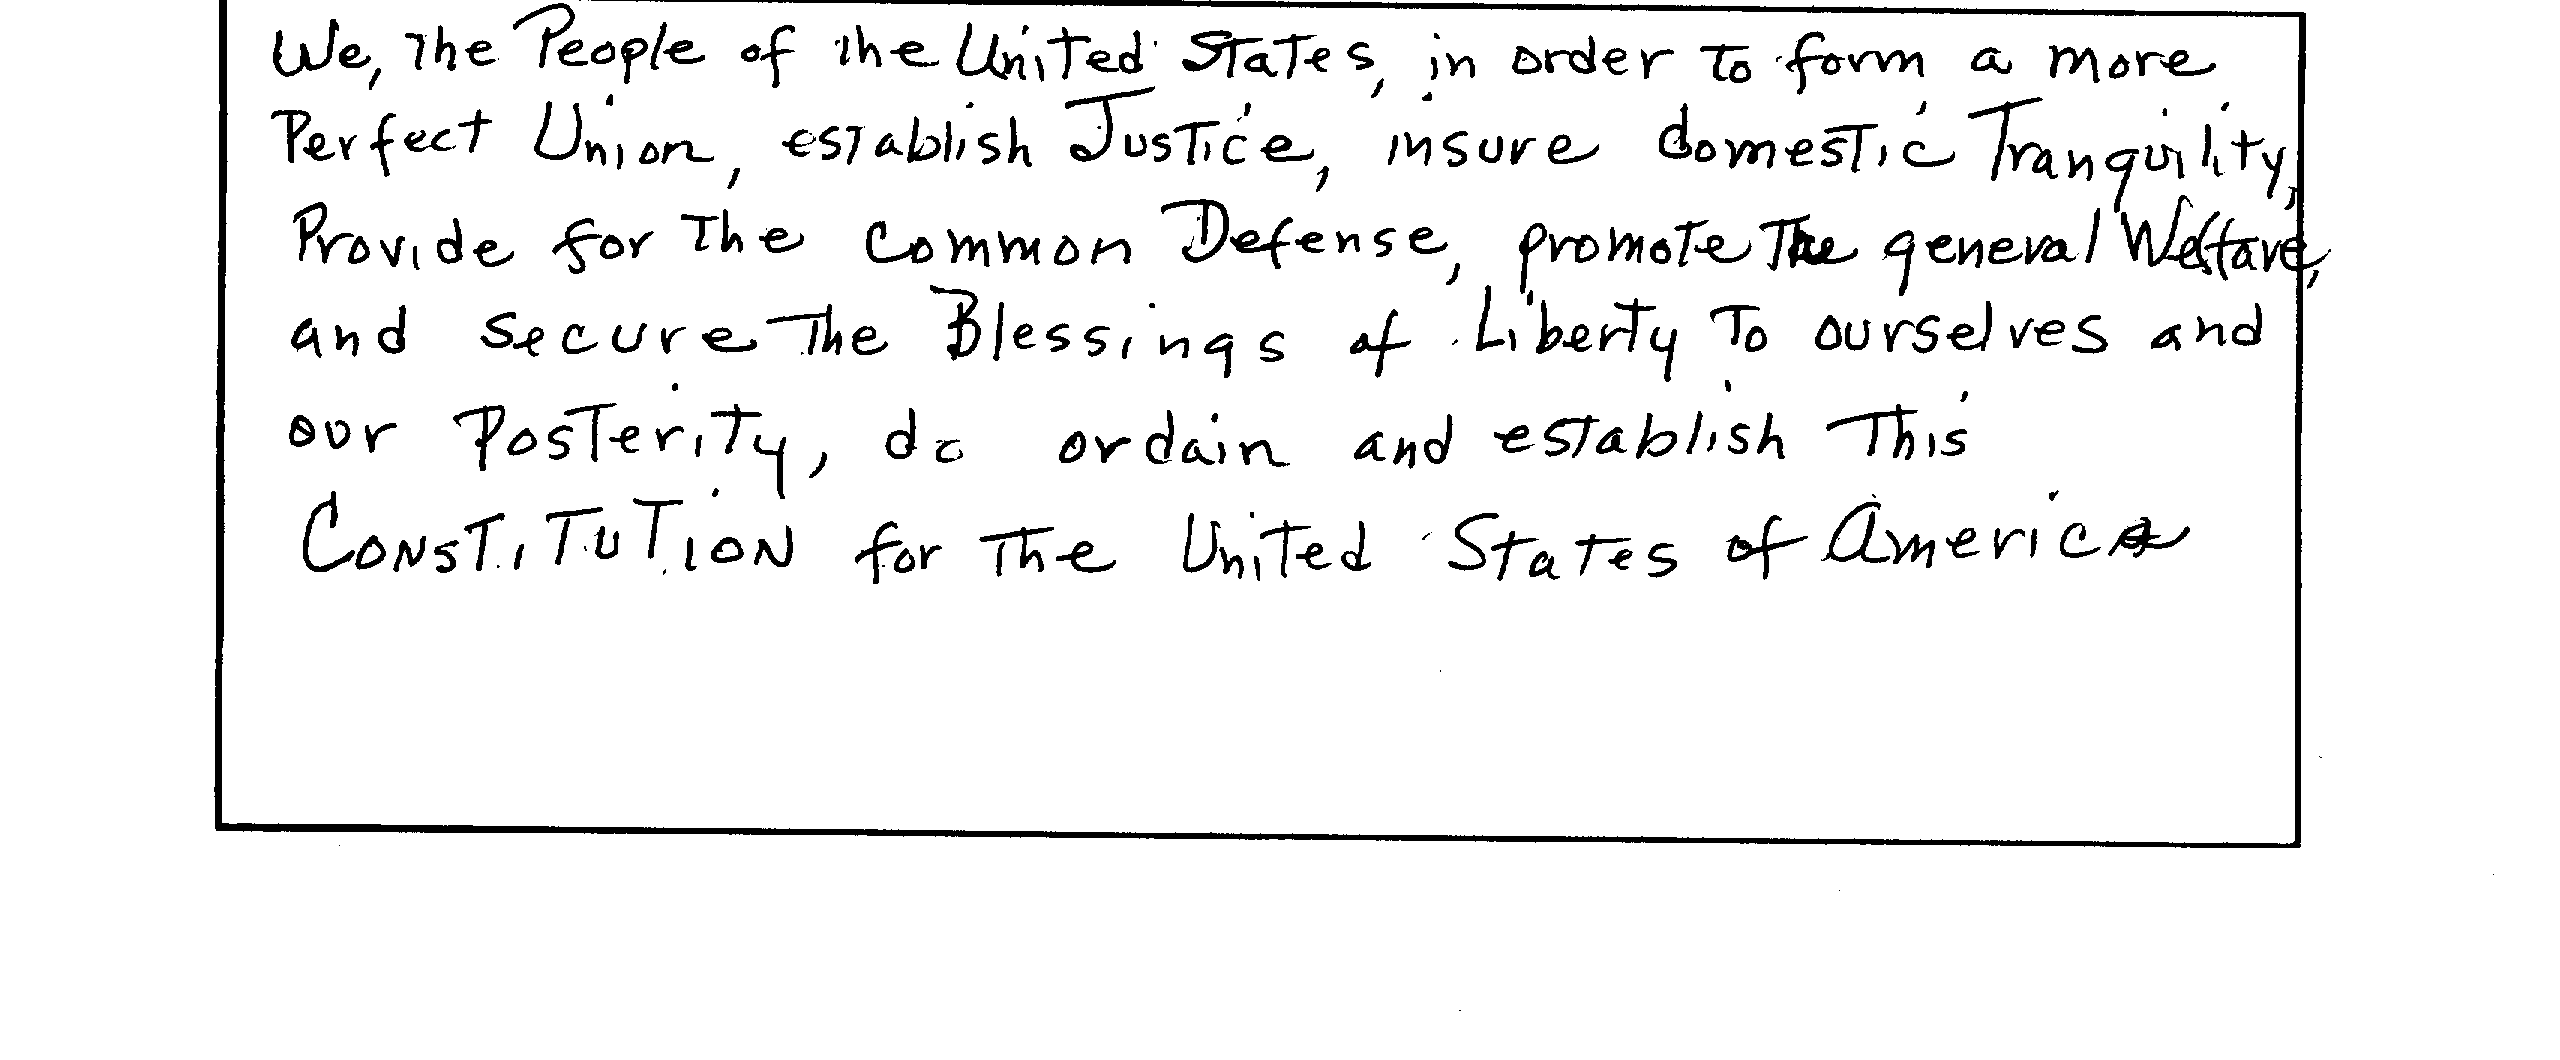 We, the People of the United States, in order to form a more
Perfect Union, establish Justice, insure domestic Tranquility,
Provide for the common Defense, promote the general Welfare,
and secure the Blessings of Liberty to ourselves and
our Posterity, do ordain and establish this
CONSTITUTION for the United States of America